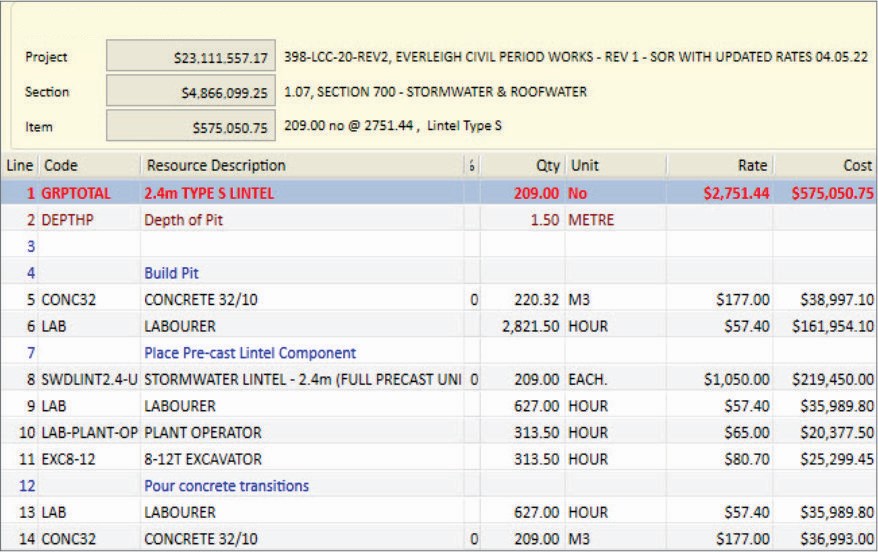 Project $23,111,557.17 398-LCC-20-REV2, EVERLEIGH CIVIL PERIOD WORKS - REV 1 - SOR WITH UPDATED RATES 04.05.22
Section $4,866,099.25 1.07, SECTION 700 - STORMWATER & ROOFWATER
Item $575,050.75 209.00 no @ 2751.44 , Lintel Type S
Line Code Resource Description Qty Unit Rate Cost
1 GRPTOTAL 2.4m TYPE S LINTEL 209.00 No $2,751.44 $575,050.75
2 DEPTHP Depth of Pit 1.50 METRE
3
4 Build Pit
5 CONC32 CONCRETE 32/10 0 220.32 M3 $177.00 $38,997.10
6 LAB LABOURER 2,821.50 HOUR $57.40 $161,954.10
7 Place Pre-cast Lintel Component
8 SWDLINT2.4-U STORMWATER LINTEL - 2.4m (FULL PRECAST UNI 0 209.00 EACH. $1,050.00 $219,450.00
9 LAB LABOURER 627.00 HOUR $57.40 $35,989.80
10 LAB-PLANT-OP PLANT OPERATOR 313.50 HOUR $65.00 $20,377.50
11 EXC8-12 8-12T EXCAVATOR 313.50 HOUR $80.70 $25,299.45
12 Pour concrete transitions
13 LAB LABOURER 627.00 HOUR $57.40 $35,989.80
14 CONC32 CONCRETE 32/10 0 209.00 M3 $177.00 $36,993.00